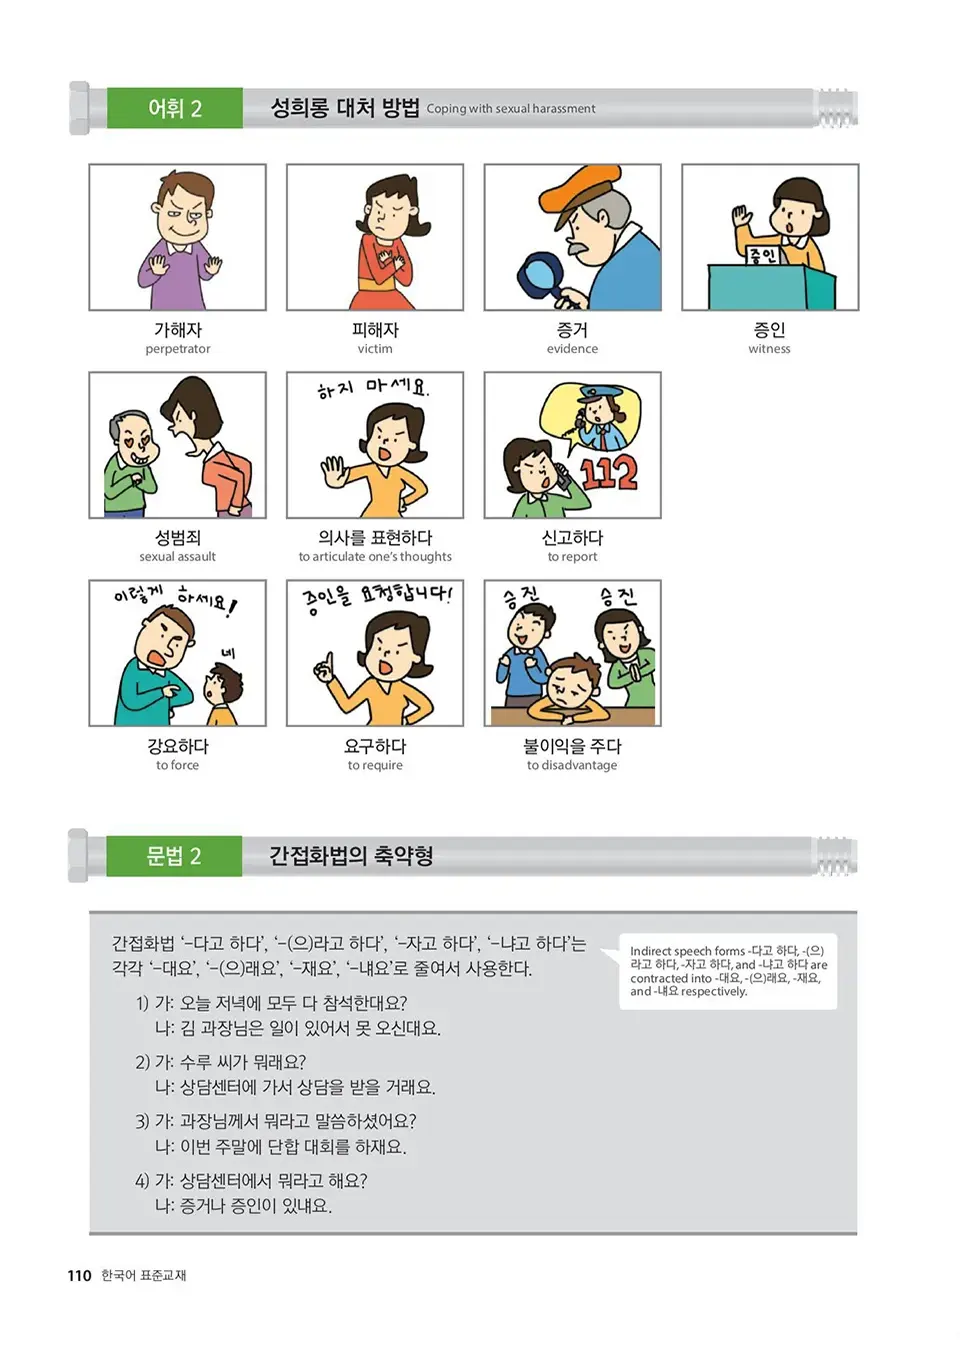 어휘 2
성희롱 대처 방법 Coping with sexual harassment
증인
가해자
perpetrator
피해자
victim
증거
evidence
증인
witness
하지 마세요.
112
성범죄
sexual assault
의사를 표현하다
to articulate one's thoughts
신고하다
to report
이렇게 하세요!
네
증인을 요청합니다!
승진
승진
강요하다
to force
요구하다
to require
불이익을 주다
to disadvantage
문법 2
간접화법의 축약형
간접화법 '-다고 하다', '-(으)라고 하다', '-자고 하다', '-냐고 하다'는
각각 '-대요', '-(으)래요', '-재요', '-냬요'로 줄여서 사용한다.
Indirect speech forms -다고 하다, -(으)
라고 하다, -자고 하다, and -냐고 하다 are
contracted into -대요, -(으)래요, -재요,
and -냬요 respectively.
1) 가: 오늘 저녁에 모두 다 참석한대요?
나: 김 과장님은 일이 있어서 못 오신대요.
2) 가: 수루 씨가 뭐래요?
나: 상담센터에 가서 상담을 받을 거래요.
3) 가: 과장님께서 뭐라고 말씀하셨어요?
나: 이번 주말에 단합 대회를 하재요.
4) 가: 상담센터에서 뭐라고 해요?
나: 증거나 증인이 있냬요.
110 한국어 표준교재